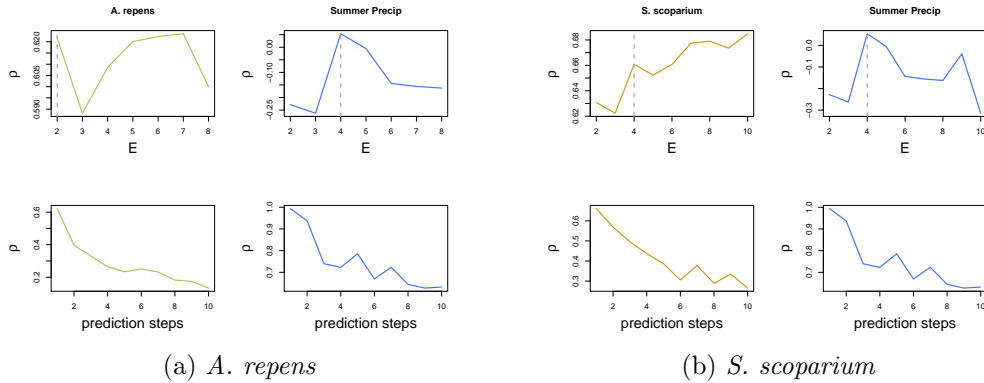 A. repens
Summer Precip
S. scoparium
Summer Precip
ρ
0.590 0.605 0.620
2 3 4 5 6 7 8
E
ρ
−0.25 −0.10 0.00
2 3 4 5 6 7 8
E
ρ
0.62 0.64 0.66 0.68
2 4 6 8 10
E
ρ
−0.3 −0.1 0.0
2 4 6 8 10
E
ρ
0.2 0.4 0.6
2 4 6 8 10
prediction steps
ρ
0.7 0.8 0.9 1.0
2 4 6 8 10
prediction steps
ρ
0.3 0.4 0.5 0.6
2 4 6 8 10
prediction steps
ρ
0.7 0.8 0.9 1.0
2 4 6 8 10
prediction steps
(a) A. repens
(b) S. scoparium